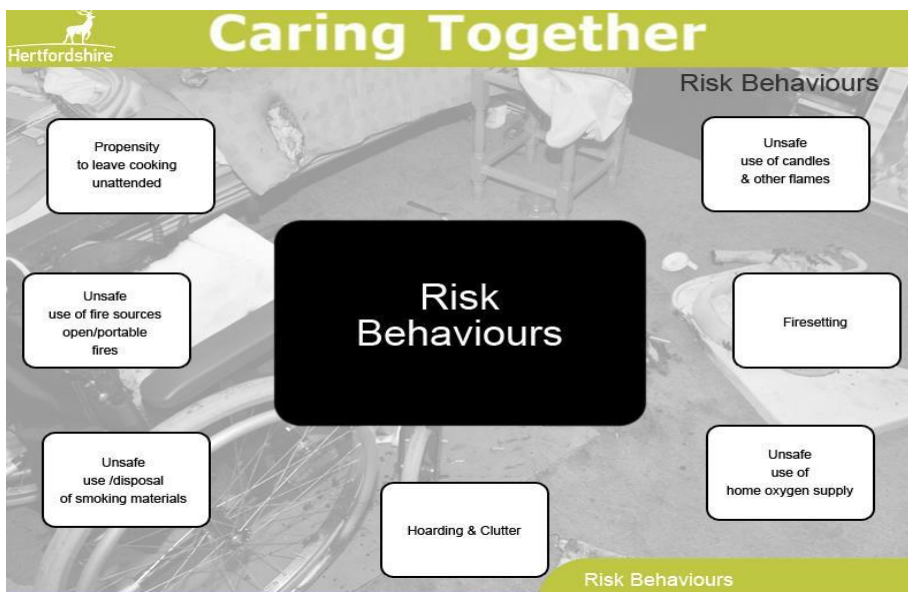 Hertfordshire
Caring Together
Risk Behaviours
Propensity
to leave cooking
unattended
Unsafe
use of candles
& other flames
Risk
Behaviours
Unsafe
use of fire sources
open/portable
fires
Firesetting
Unsafe
use /disposal
of smoking materials
Hoarding & Clutter
Unsafe
use of
home oxygen supply
Risk Behaviours